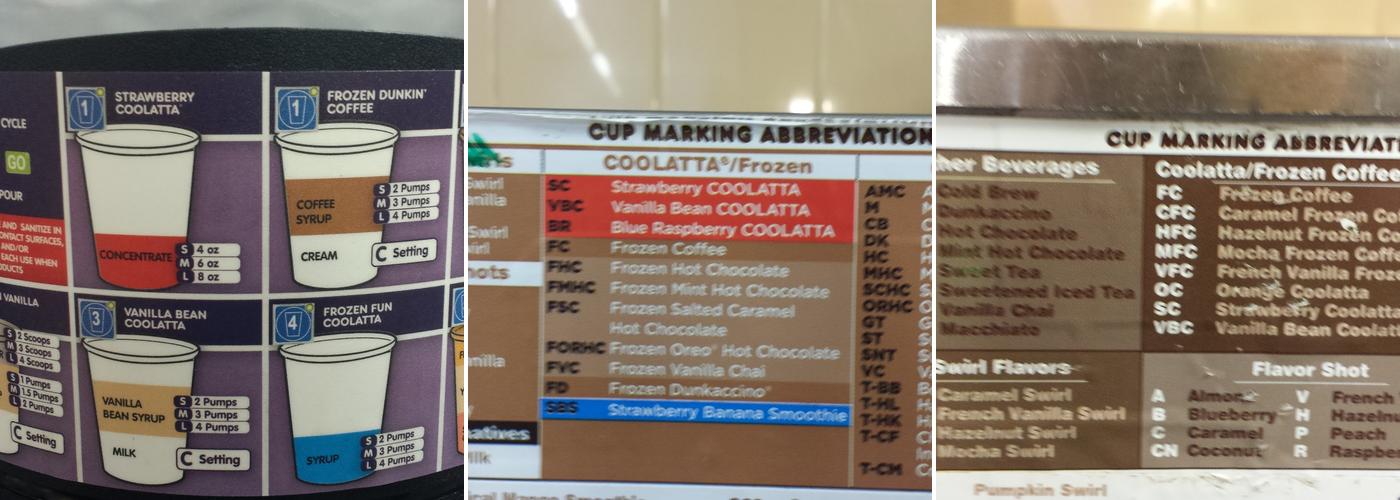 CYCLE
GO
POUR
E AND SANITIZE IN
ONTACT SURFACES,
AND/OR
EACH USE WHEN
DUCTS
1
STRAWBERRY
COOLATTA
CONCENTRATE
S 4 oz
M 6 oz
L 8 oz
1
FROZEN DUNKIN'
COFFEE
COFFEE
SYRUP
CREAM
S 2 Pumps
M 3 Pumps
L 4 Pumps
C Setting
VANILLA
S 2 Scoops
M 3 Scoops
L 4 Scoops
S 1 Pumps
M 1.5 Pumps
L 2 Pumps
C Setting
3
VANILLA BEAN
COOLATTA
VANILLA
BEAN SYRUP
MILK
S 2 Pumps
M 3 Pumps
L 4 Pumps
C Setting
4
FROZEN FUN
COOLATTA
SYRUP
S 2 Pumps
M 3 Pumps
L 4 Pumps
CUP MARKING ABBREVIATION
COOLATTA®/Frozen
SC Strawberry COOLATTA
VBC Vanilla Bean COOLATTA
BR Blue Raspberry COOLATTA
FC Frozen Coffee
FHC Frozen Hot Chocolate
FMHC Frozen Mint Hot Chocolate
FSC Frozen Salted Caramel
Hot Chocolate
FORHC Frozen Oreo® Hot Chocolate
FVC Frozen Vanilla Chai
FD Frozen Dunkaccino®
SBS Strawberry Banana Smoothie
AMC
M
CB
DK
HC
MHC
SCHC
ORHC
GT
ST
SNT
VC
T-BB
T-HL
T-HK
T-CF
T-CM
CUP MARKING ABBREVIAT
her Beverages
Cold Brew
Dunkaccino
Hot Chocolate
Mint Hot Chocolate
Sweet Tea
Sweetened Iced Tea
Vanilla Chai
Macchiato
Coolatta/Frozen Coffee
FC Frozen Coffee
CFC Caramel Frozen Co
HFC Hazelnut Frozen Co
MFC Mocha Frozen Coff
VFC French Vanilla Froz
OC Orange Coolatta
SC Strawberry Coolatt
VBC Vanilla Bean Coolat
Swirl Flavors
Caramel Swirl
French Vanilla Swirl
Hazelnut Swirl
Mocha Swirl
Flavor Shot
A Almond V French
B Blueberry H Hazeln
C Caramel P Peach
CN Coconut R Raspbe
Pumpkin Swirl